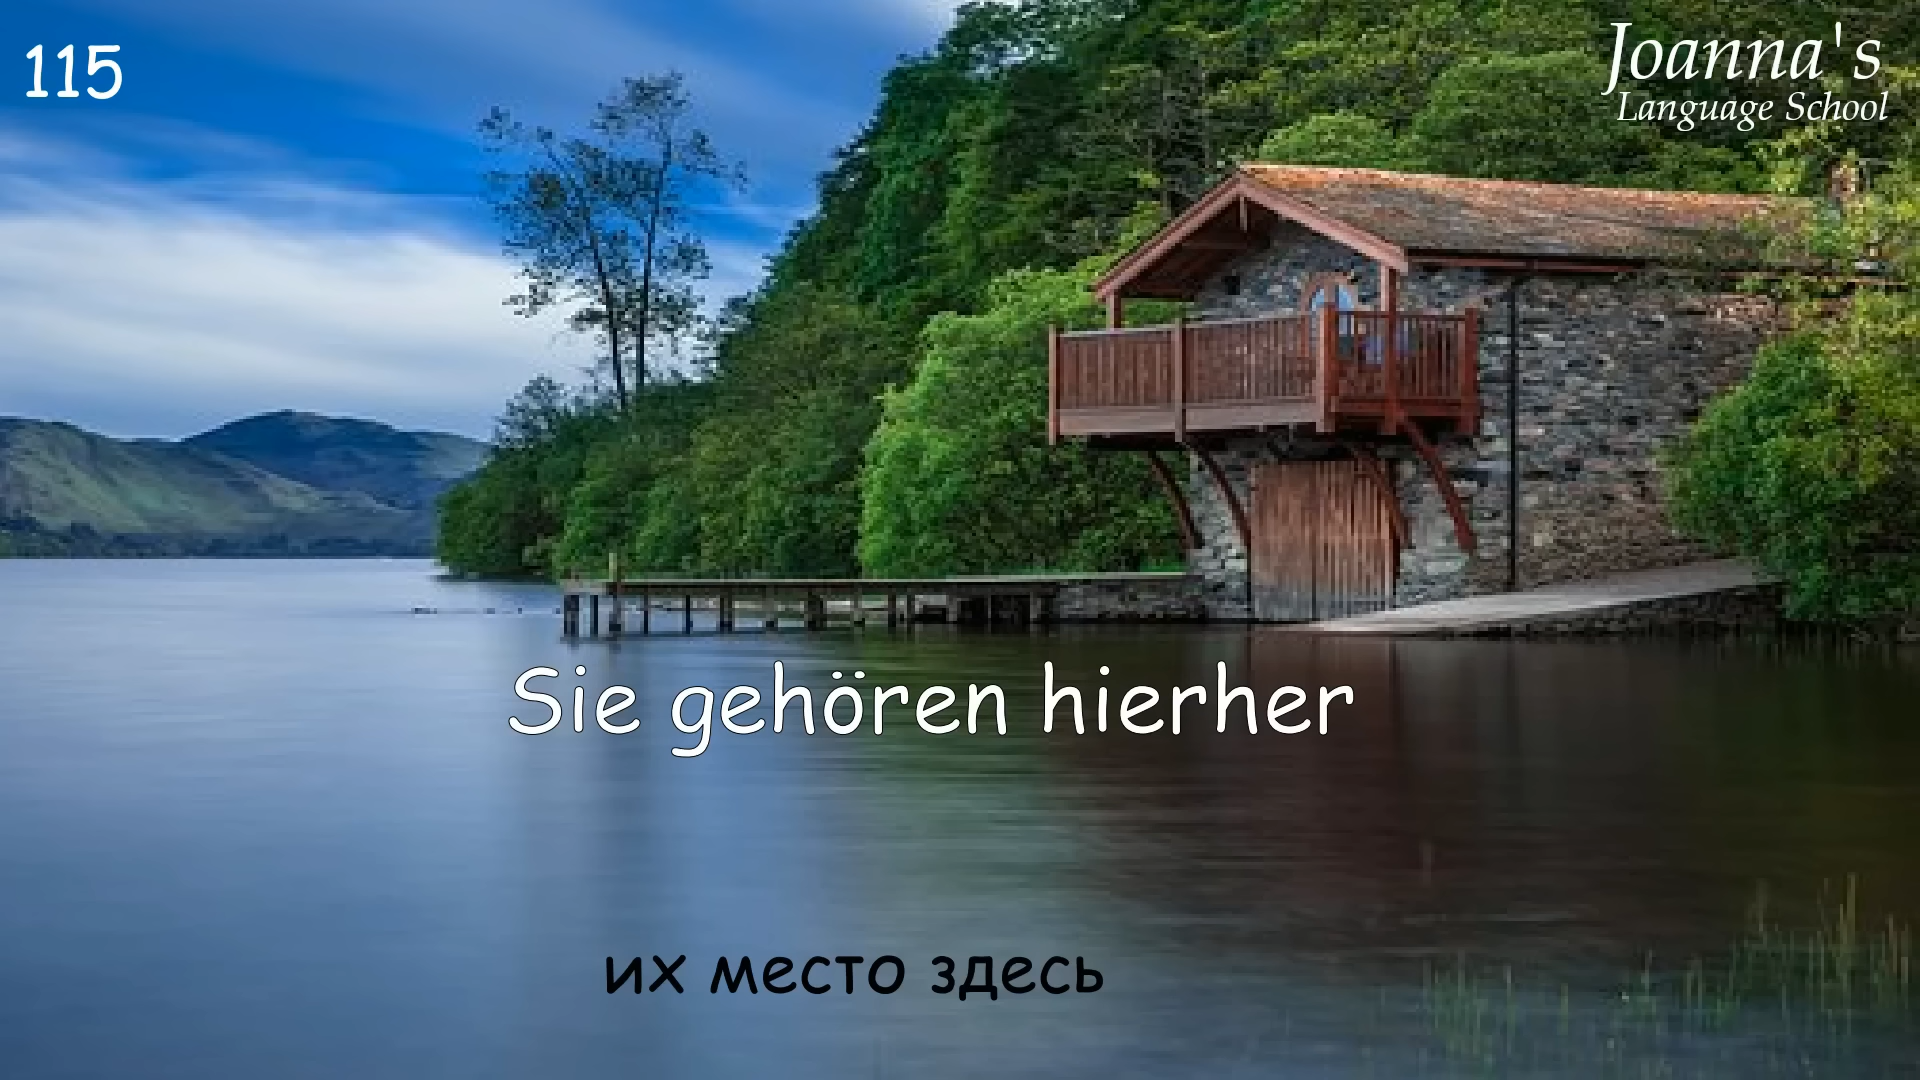 115
Joanna's
Language School
Sie gehören hierher
их место здесь